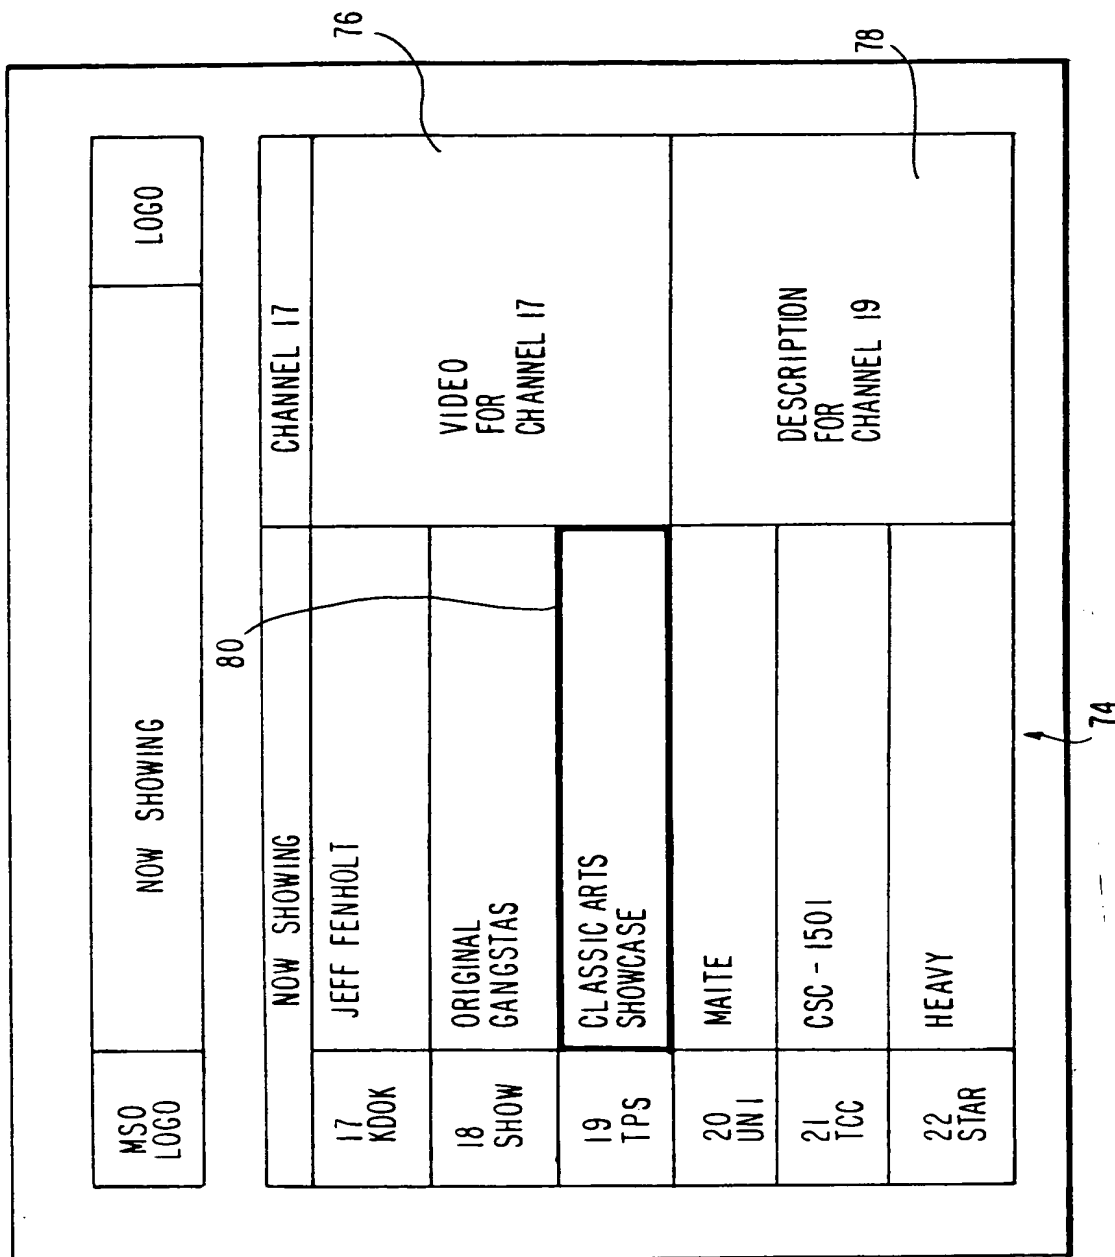 MSO
LOGO
NOW SHOWING
LOGO
NOW SHOWING
CHANNEL 17
17
KDOK
JEFF FENHOLT
18
SHOW
ORIGINAL
GANGSTAS
19
TPS
CLASSIC ARTS
SHOWCASE
20
UNI
MAITE
21
TCC
CSC - 1501
22
STAR
HEAVY
VIDEO
FOR
CHANNEL 17
DESCRIPTION
FOR
CHANNEL 19
76
78
80
74